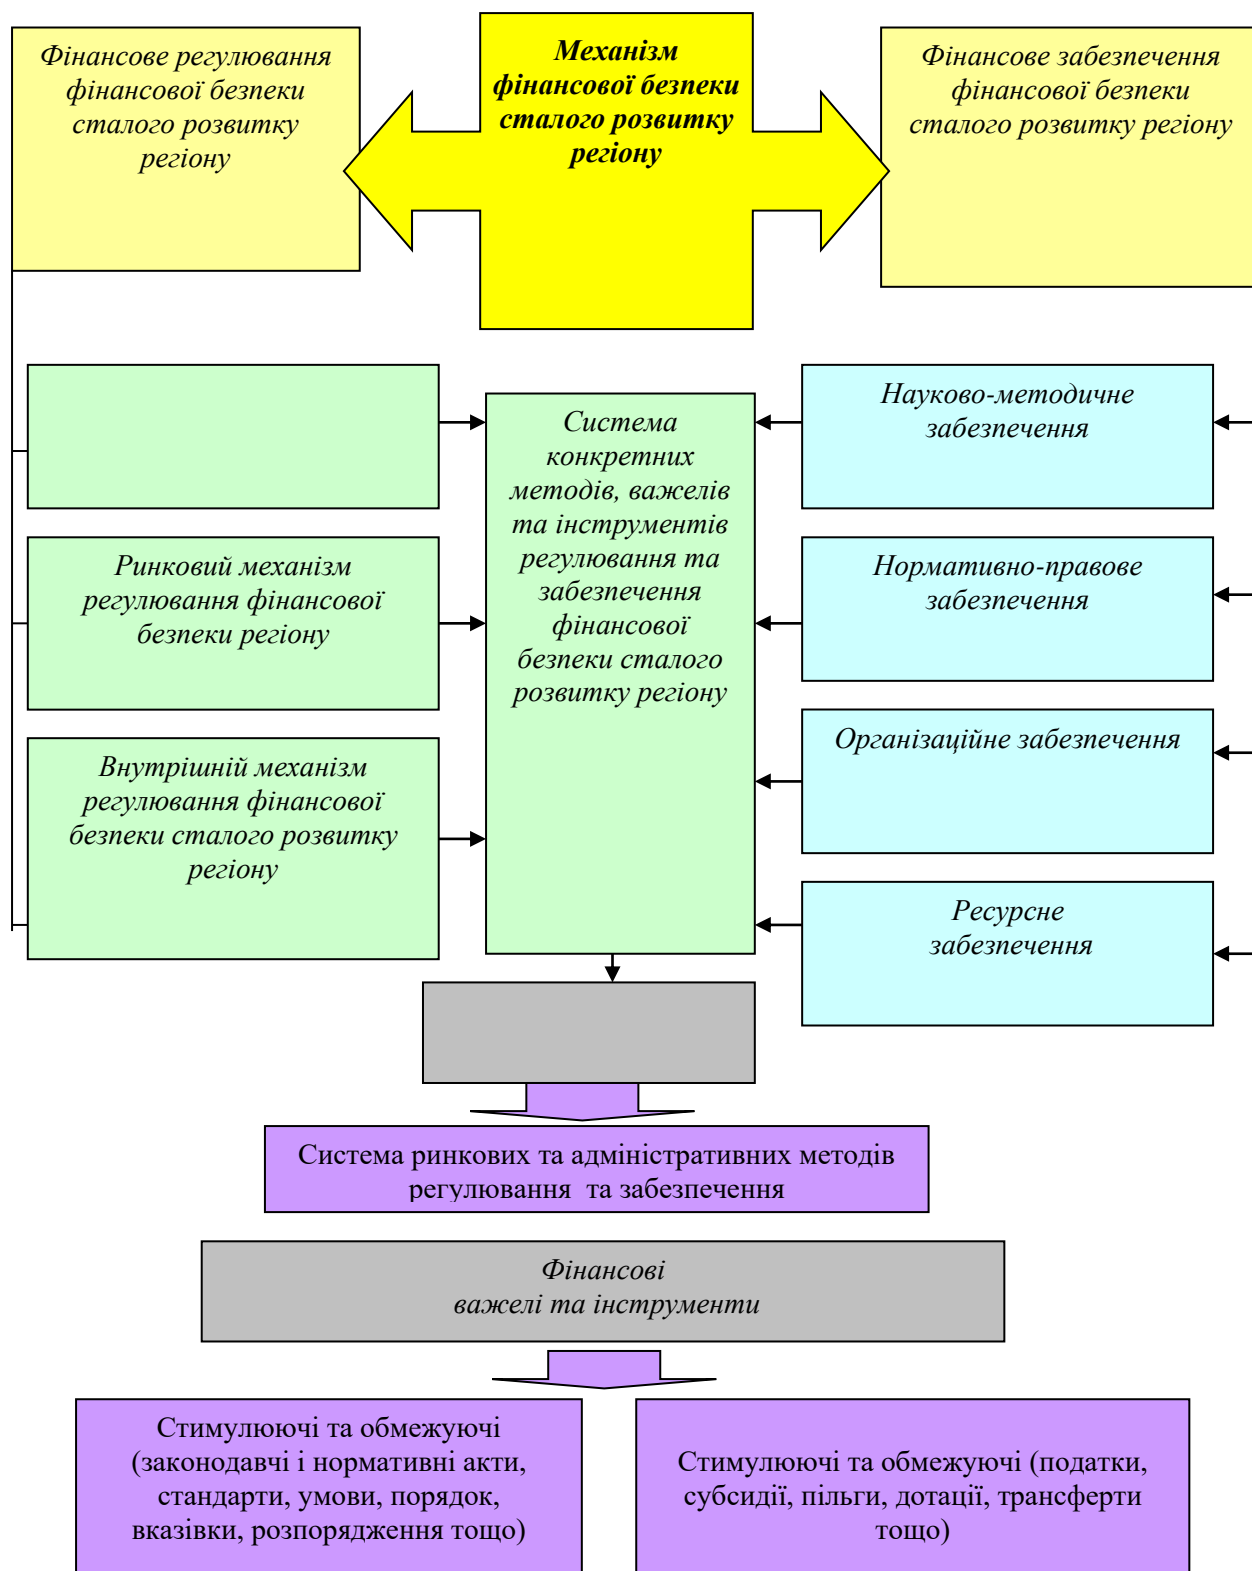 Фінансове регулювання
фінансової безпеки
сталого розвитку
регіону
Механізм
фінансової безпеки
сталого розвитку
регіону
Фінансове забезпечення
фінансової безпеки
сталого розвитку регіону
Ринковий механізм
регулювання фінансової
безпеки регіону
Внутрішній механізм
регулювання фінансової
безпеки сталого розвитку
регіону
Система
конкретних
методів, важелів
та інструментів
регулювання та
забезпечення
фінансової
безпеки сталого
розвитку регіону
Науково-методичне
забезпечення
Нормативно-правове
забезпечення
Організаційне забезпечення
Ресурсне
забезпечення
Система ринкових та адміністративних методів
регулювання та забезпечення
Фінансові
важелі та інструменти
Стимулюючі та обмежуючі
(законодавчі і нормативні акти,
стандарти, умови, порядок,
вказівки, розпорядження тощо)
Стимулюючі та обмежуючі (податки,
субсидії, пільги, дотації, трансферти
тощо)